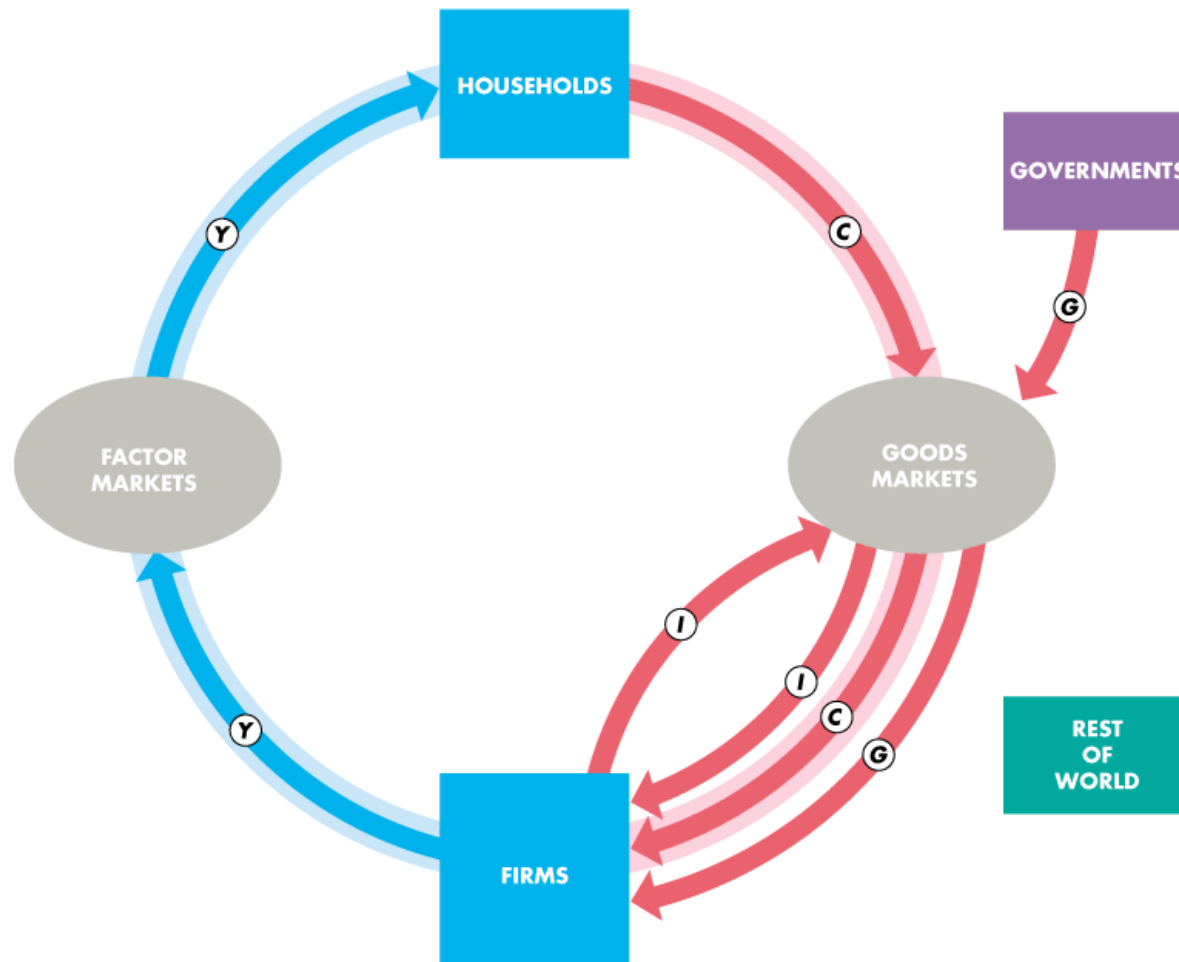 HOUSEHOLDS
GOVERNMENTS
Y
C
G
FACTOR
MARKETS
GOODS
MARKETS
I
I
C
Y
G
REST
OF
WORLD
FIRMS